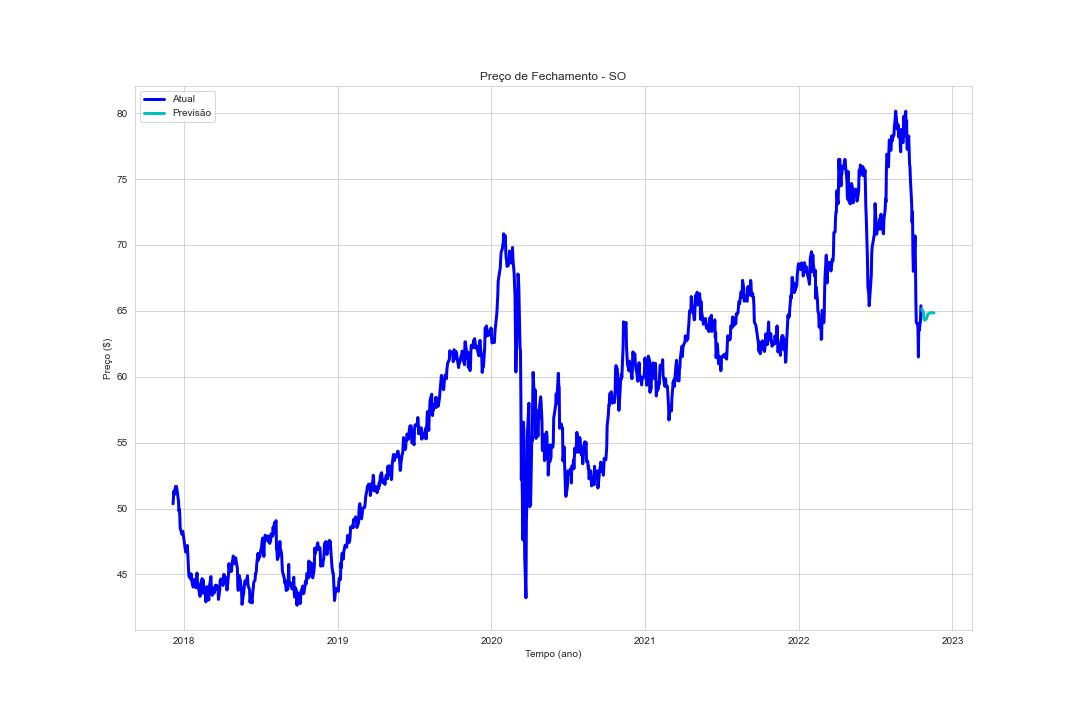 Preço de Fechamento - SO
Atual
Previsão
80
75
70
65
60
55
50
45
Preço ($)
2018 2019 2020 2021 2022 2023
Tempo (ano)